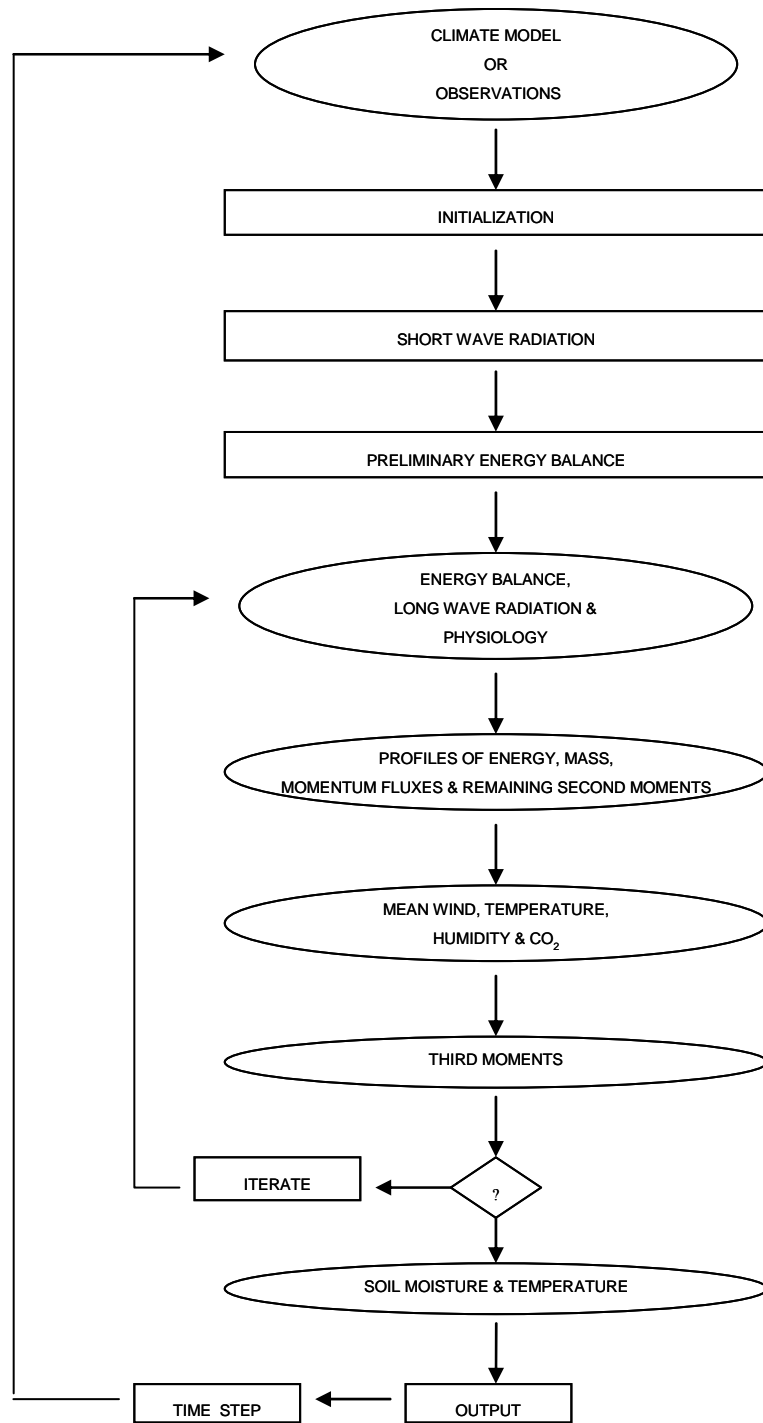 CLIMATE MODEL
OR
OBSERVATIONS
INITIALIZATION
SHORT WAVE RADIATION
PRELIMINARY ENERGY BALANCE
ENERGY BALANCE,
LONG WAVE RADIATION &
PHYSIOLOGY
PROFILES OF ENERGY, MASS,
MOMENTUM FLUXES & REMAINING SECOND MOMENTS
MEAN WIND, TEMPERATURE,
HUMIDITY & CO₂
THIRD MOMENTS
ITERATE
?
SOIL MOISTURE & TEMPERATURE
TIME STEP
OUTPUT